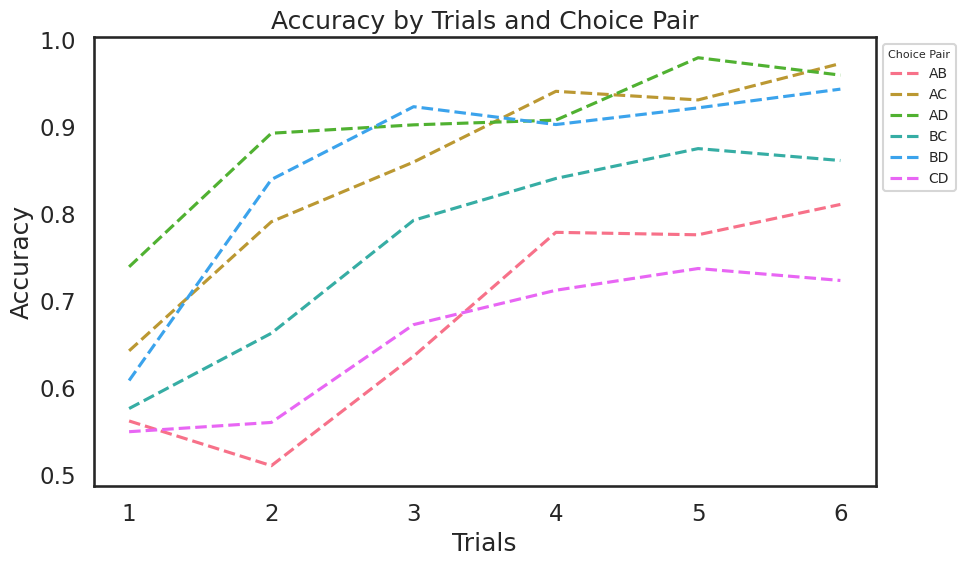 Accuracy by Trials and Choice Pair
1.0
0.9
0.8
0.7
0.6
0.5
Accuracy
1 2 3 4 5 6
Trials
Choice Pair
AB
AC
AD
BC
BD
CD